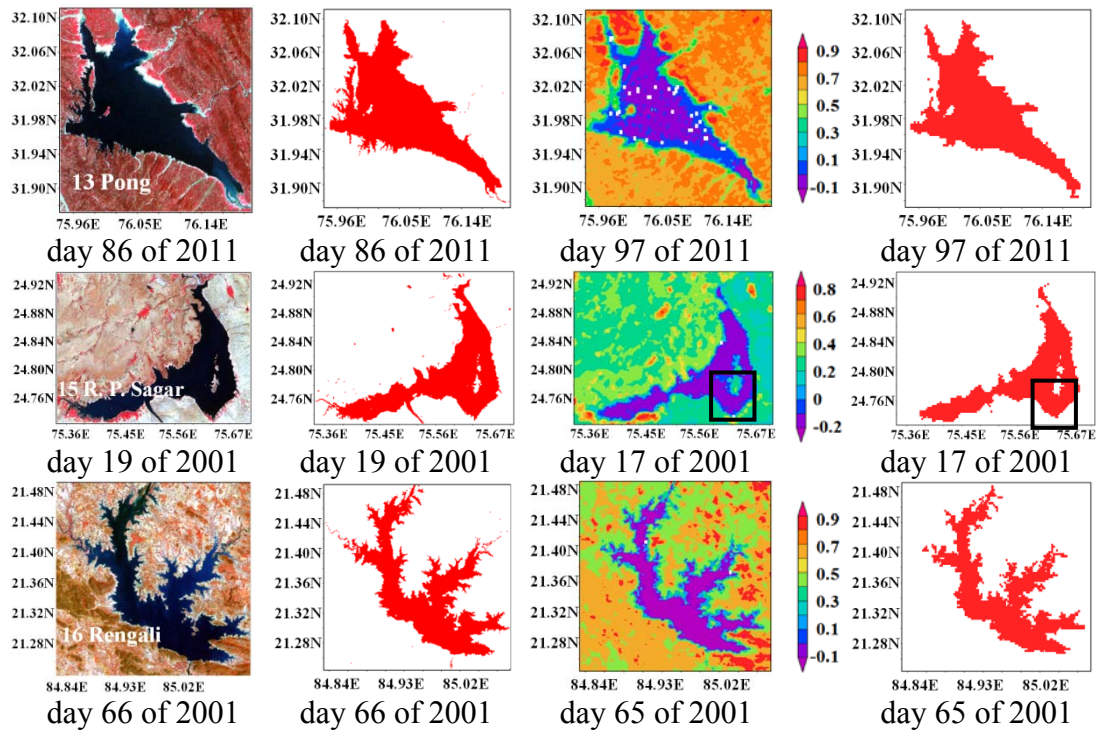 32.10N
32.06N
32.02N
31.98N
31.94N
31.90N
13 Pong
75.96E 76.05E 76.14E
day 86 of 2011
32.10N
32.06N
32.02N
31.98N
31.94N
31.90N
75.96E 76.05E 76.14E
day 86 of 2011
32.10N
32.06N
32.02N
31.98N
31.94N
31.90N
75.96E 76.05E 76.14E
0.9
0.7
0.5
0.3
0.1
-0.1
day 97 of 2011
32.10N
32.06N
32.02N
31.98N
31.94N
31.90N
75.96E 76.05E 76.14E
day 97 of 2011
24.92N
24.88N
24.84N
24.80N
24.76N
15 R. P. Sagar
75.36E 75.45E 75.56E 75.67E
day 19 of 2001
24.92N
24.88N
24.84N
24.80N
24.76N
75.36E 75.45E 75.56E 75.67E
day 19 of 2001
24.92N
24.88N
24.84N
24.80N
24.76N
75.36E 75.45E 75.56E 75.67E
0.8
0.6
0.4
0.2
0
-0.2
day 17 of 2001
24.92N
24.88N
24.84N
24.80N
24.76N
75.36E 75.45E 75.56E 75.67E
day 17 of 2001
21.48N
21.44N
21.40N
21.36N
21.32N
21.28N
16 Rengali
84.84E 84.93E 85.02E
day 66 of 2001
21.48N
21.44N
21.40N
21.36N
21.32N
21.28N
84.84E 84.93E 85.02E
day 66 of 2001
21.48N
21.44N
21.40N
21.36N
21.32N
21.28N
84.84E 84.93E 85.02E
0.9
0.7
0.5
0.3
0.1
-0.1
day 65 of 2001
21.48N
21.44N
21.40N
21.36N
21.32N
21.28N
84.84E 84.93E 85.02E
day 65 of 2001